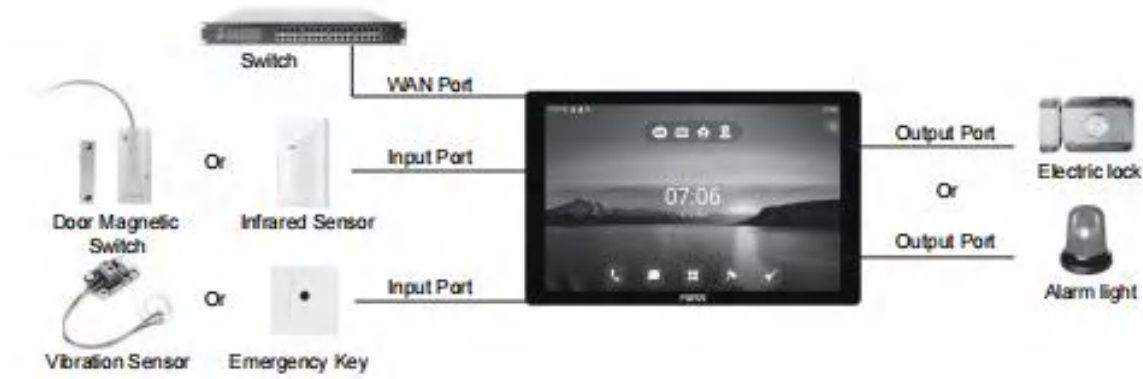 Switch
WAN Port
Or
Input Port
Door Magnetic
Switch
Infrared Sensor
Or
Input Port
Vibration Sensor
Emergency Key
07:06
Output Port
Electric lock
Or
Output Port
Alarm light